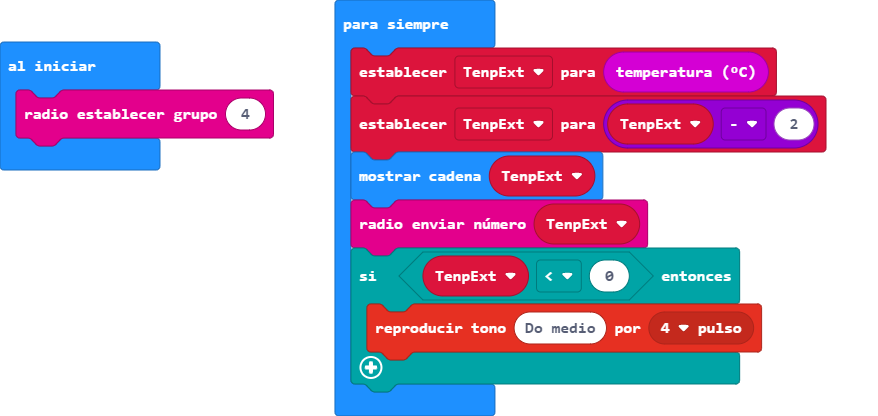 al iniciar
radio establecer grupo 4
para siempre
establecer TenpExt para temperatura (ºC)
establecer TenpExt para TenpExt - 2
mostrar cadena TenpExt
radio enviar número TenpExt
si TenpExt < 0 entonces
reproducir tono Do medio por 4 pulso